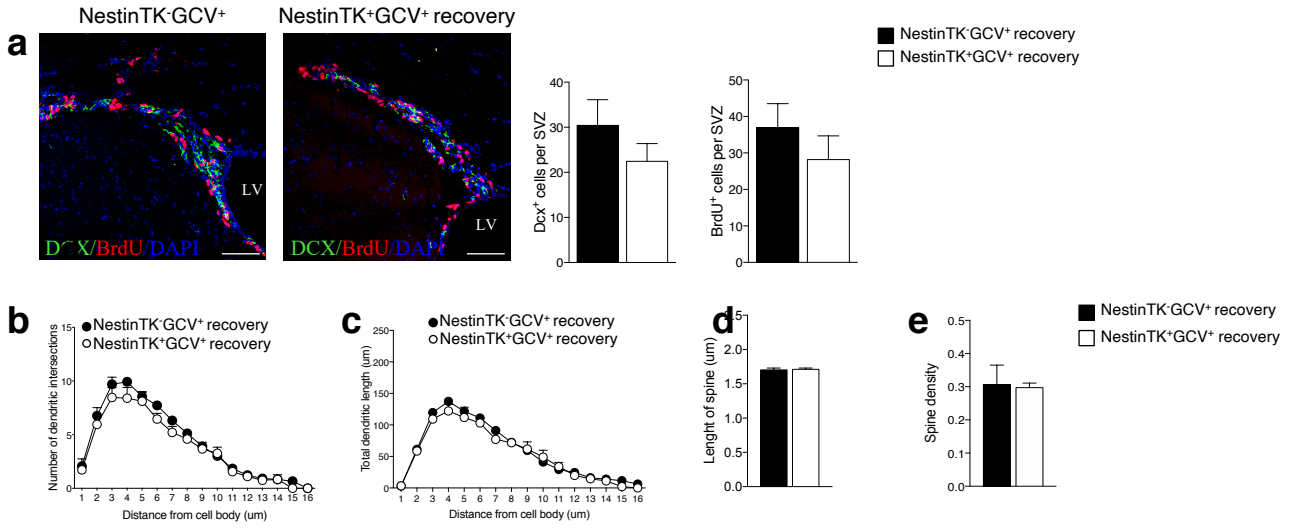 NestinTK⁻GCV⁺
NestinTK⁺GCV⁺ recovery
a
LV
DCX/BrdU/DAPI
LV
DCX/BrdU/DAPI
Dcx⁺ cells per SVZ
40
30
20
10
0
BrdU⁺ cells per SVZ
50
40
30
20
10
0
NestinTK⁻GCV⁺ recovery
NestinTK⁺GCV⁺ recovery
b
NestinTK⁻GCV⁺ recovery
NestinTK⁺GCV⁺ recovery
Number of dendritic intersections
15
10
5
0
1 2 3 4 5 6 7 8 9 10 11 12 13 14 15 16
Distance from cell body (um)
c
NestinTK⁻GCV⁺ recovery
NestinTK⁺GCV⁺ recovery
Total dendritic length (um)
250
200
150
100
50
0
1 2 3 4 5 6 7 8 9 10 11 12 13 14 15 16
Distance from cell body (um)
d
Lenght of spine (um)
2.0
1.5
1.0
0.5
0.0
e
Spine density
0.5
0.4
0.3
0.2
0.1
0.0
NestinTK⁻GCV⁺ recovery
NestinTK⁺GCV⁺ recovery